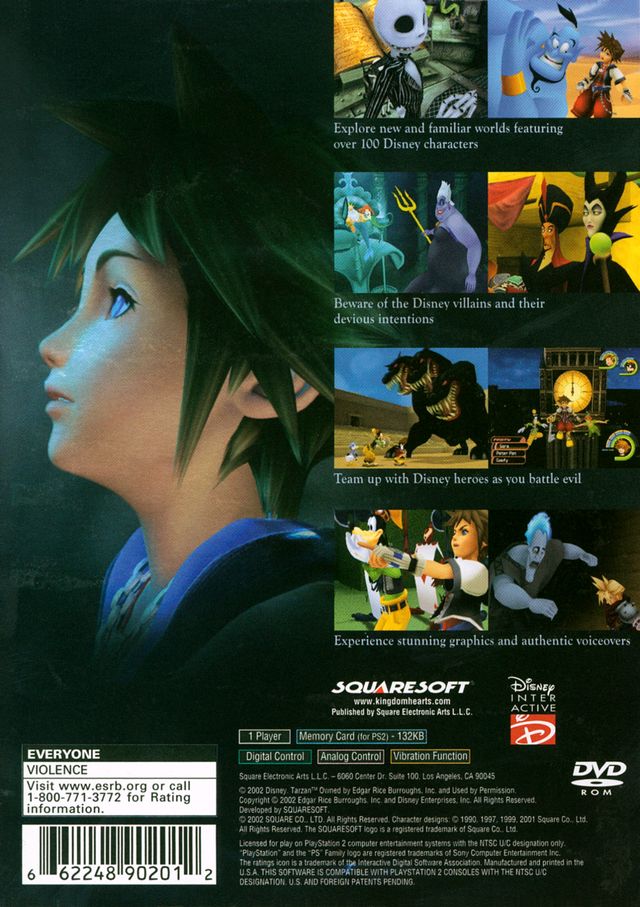 Explore new and familiar worlds featuring
over 100 Disney characters
Beware of the Disney villains and their
devious intentions
Team up with Disney heroes as you battle evil
Experience stunning graphics and authentic voiceovers
SQUARESOFT
www.kingdomhearts.com
Published by Square Electronic Arts L.L.C.
Disney
INTER
ACTIVE
1 Player
Memory Card (for PS2) - 132KB
Digital Control
Analog Control
Vibration Function
EVERYONE
VIOLENCE
Visit www.esrb.org or call
1-800-771-3772 for Rating
information.
6 62248 90201 2
Square Electronic Arts L.L.C. – 6060 Center Dr. Suite 100. Los Angeles, CA 90045
© 2002 Disney. Tarzan™ Owned by Edgar Rice Burroughs. Inc. and Used by Permission.
Copyright © 2002 Edgar Rice Burroughs. Inc. and Disney Enterprises, Inc. All Rights Reserved.
Developed by SQUARESOFT.
© 2002 SQUARE CO., LTD. All Rights Reserved. Character designs: © 1990, 1997, 1999, 2001 Square Co., Ltd.
All Rights Reserved. The SQUARESOFT logo is a registered trademark of Square Co., Ltd.
Licensed for play on PlayStation 2 computer entertainment systems with the NTSC U/C designation only.
"PlayStation" and the "PS" Family logo are registered trademarks of Sony Computer Entertainment Inc.
The ratings icon is a trademark of the Interactive Digital Software Association. Manufactured and printed in the
U.S.A. THIS SOFTWARE IS COMPATIBLE WITH PLAYSTATION 2 CONSOLES WITH THE NTSC U/C
DESIGNATION. U.S. AND FOREIGN PATENTS PENDING.
DVD
ROM
Sora
Peter Pan
Goofy